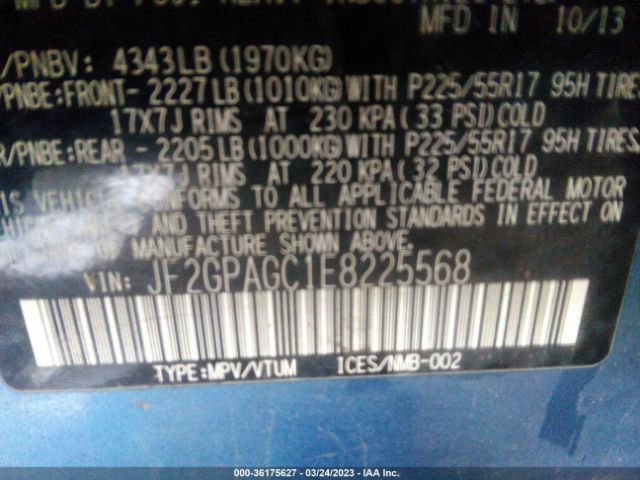 MFD IN 10/13
/PNBV: 4343LB(1970KG)
/PNBE:FRONT- 2227LB(1010KG)WITH P225/55R17 95H TIRES
17X7J RIMS AT 230 KPA(33 PSI)COLD
R/PNBE:REAR - 2205LB(1000KG)WITH P225/55R17 95H TIRES
17X7J RIMS AT 220 KPA(32 PSI)COLD
IS VEHICLE CONFORMS TO ALL APPLICABLE FEDERAL MOTOR
AND THEFT PREVENTION STANDARDS IN EFFECT ON
MANUFACTURE SHOWN ABOVE.
VIN: JF2GPAGC1E8225568
TYPE:MPV/VTUM ICES/NMB-002
000-36175627 - 03/24/2023 - IAA Inc.